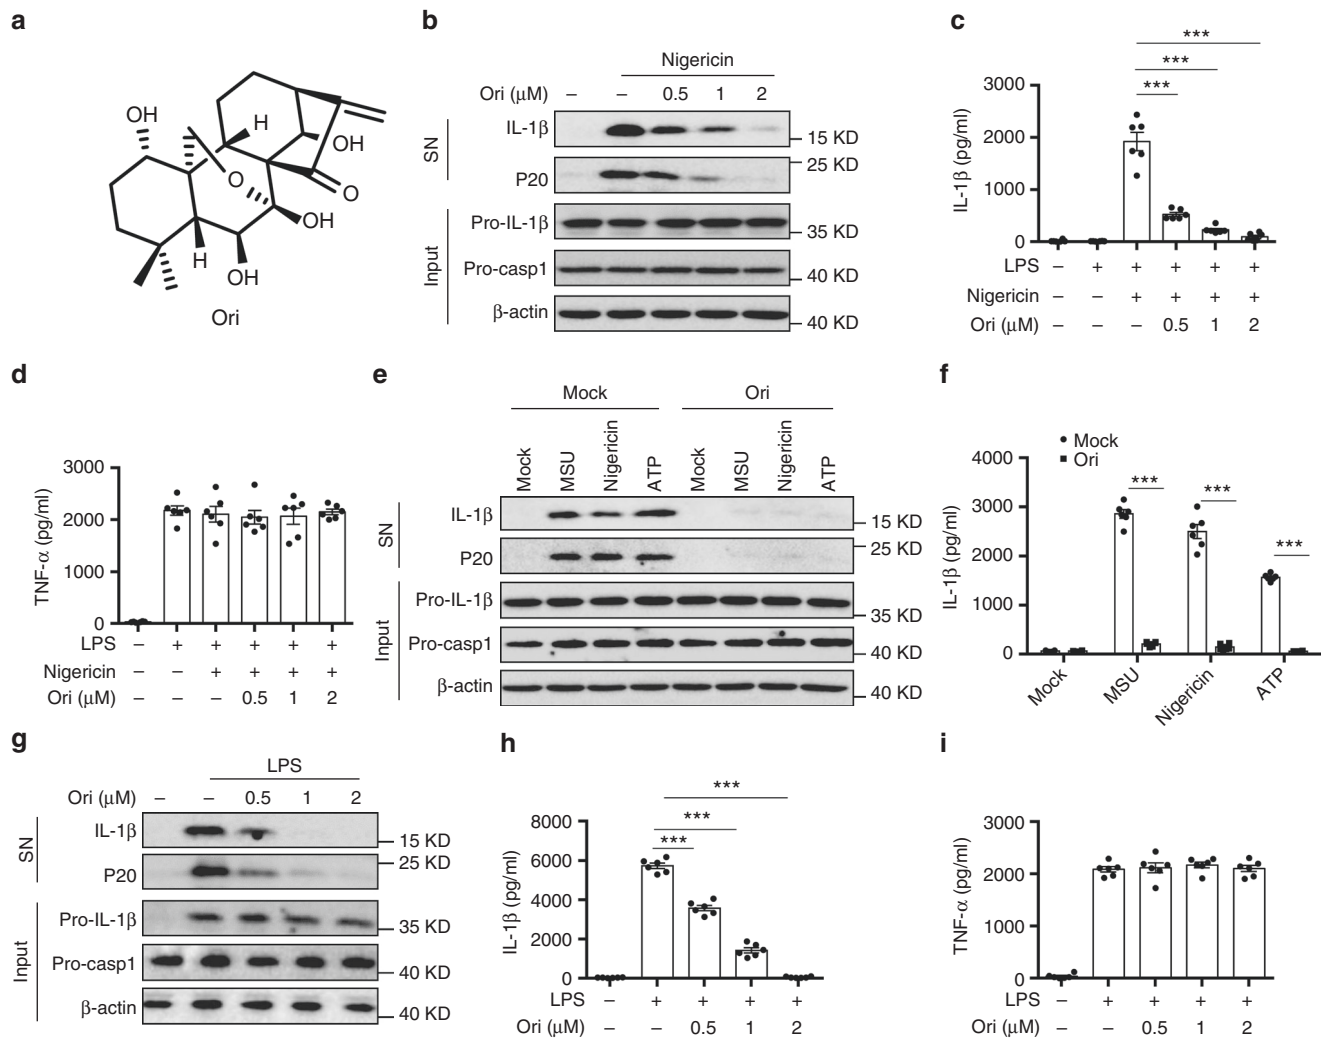 a
OH
H
OH
O
O
OH
H
OH
Ori
b
Nigericin
Ori (μM) – – 0.5 1 2
SN
IL-1β
15 KD
25 KD
P20
Input
Pro-IL-1β
35 KD
Pro-casp1
40 KD
β-actin
40 KD
c
***
***
***
IL-1β (pg/ml)
3000
2000
1000
0
LPS – + + + + +
Nigericin – – + + + +
Ori (μM) – – – 0.5 1 2
d
TNF-α (pg/ml)
3000
2000
1000
0
LPS – + + + + +
Nigericin – – + + + +
Ori (μM) – – – 0.5 1 2
e
Mock Ori
Mock MSU Nigericin ATP Mock MSU Nigericin ATP
SN
IL-1β
15 KD
25 KD
P20
Input
Pro-IL-1β
35 KD
Pro-casp1
40 KD
β-actin
40 KD
f
Mock
Ori
IL-1β (pg/ml)
4000
3000
2000
1000
0
***
***
***
Mock MSU Nigericin ATP
g
LPS
Ori (μM) – – 0.5 1 2
SN
IL-1β
15 KD
25 KD
P20
Input
Pro-IL-1β
35 KD
Pro-casp1
40 KD
β-actin
40 KD
h
***
***
***
IL-1β (pg/ml)
8000
6000
4000
2000
0
LPS – + + + +
Ori (μM) – – 0.5 1 2
i
TNF-α (pg/ml)
3000
2000
1000
0
LPS – + + + +
Ori (μM) – – 0.5 1 2